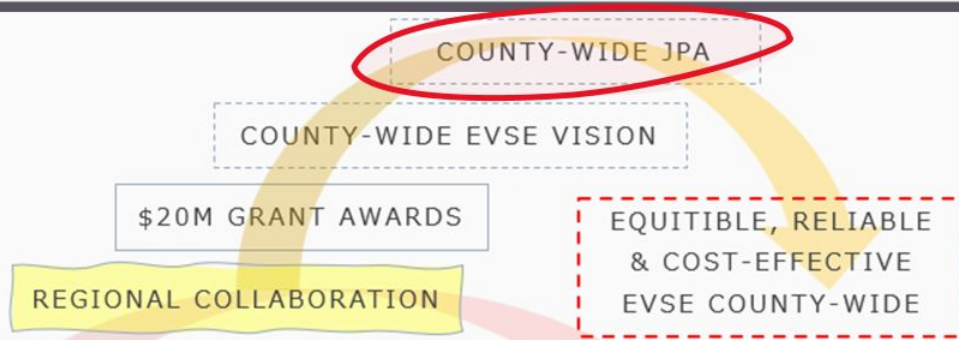 COUNTY-WIDE JPA
COUNTY-WIDE EVSE VISION
$20M GRANT AWARDS
REGIONAL COLLABORATION
EQUITIBLE, RELIABLE
& COST-EFFECTIVE
EVSE COUNTY-WIDE